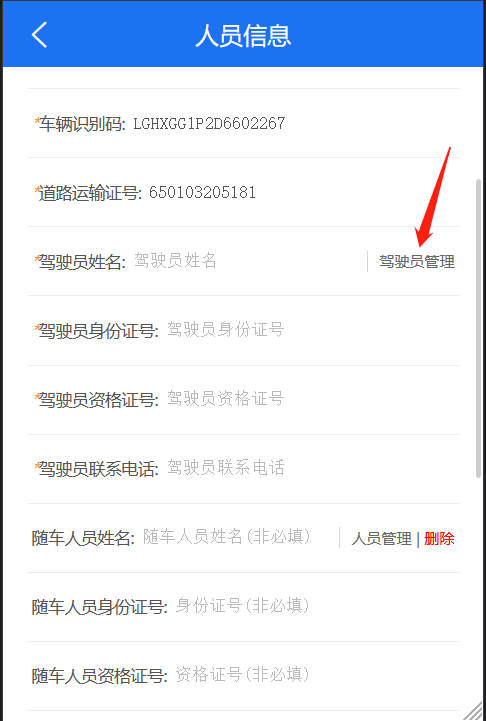 人员信息
*车辆识别码: LGHXGG1P2D6602267
*道路运输证号: 650103205181
*驾驶员姓名: 驾驶员姓名 驾驶员管理
*驾驶员身份证号: 驾驶员身份证号
*驾驶员资格证号: 驾驶员资格证号
*驾驶员联系电话: 驾驶员联系电话
随车人员姓名: 随车人员姓名(非必填) 人员管理 | 删除
随车人员身份证号: 身份证号(非必填)
随车人员资格证号: 资格证号(非必填)